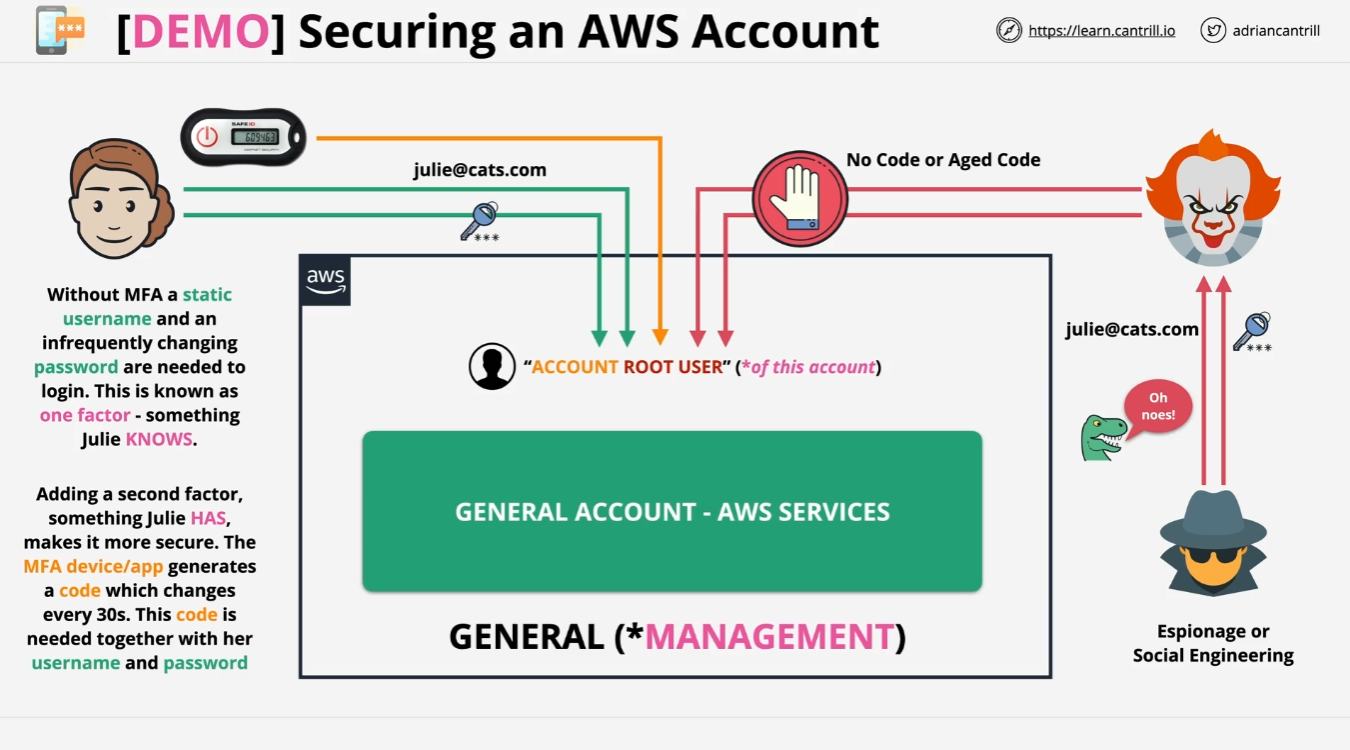 [DEMO] Securing an AWS Account
https://learn.cantrill.io
adriancantrill
SAFEID
609463
julie@cats.com
***
No Code or Aged Code
aws
Without MFA a static
username and an
infrequently changing
password are needed to
login. This is known as
one factor - something
Julie KNOWS.
Adding a second factor,
something Julie HAS,
makes it more secure. The
MFA device/app generates
a code which changes
every 30s. This code is
needed together with her
username and password
“ACCOUNT ROOT USER” (*of this account)
GENERAL ACCOUNT - AWS SERVICES
GENERAL (*MANAGEMENT)
julie@cats.com
***
Oh
noes!
Espionage or
Social Engineering